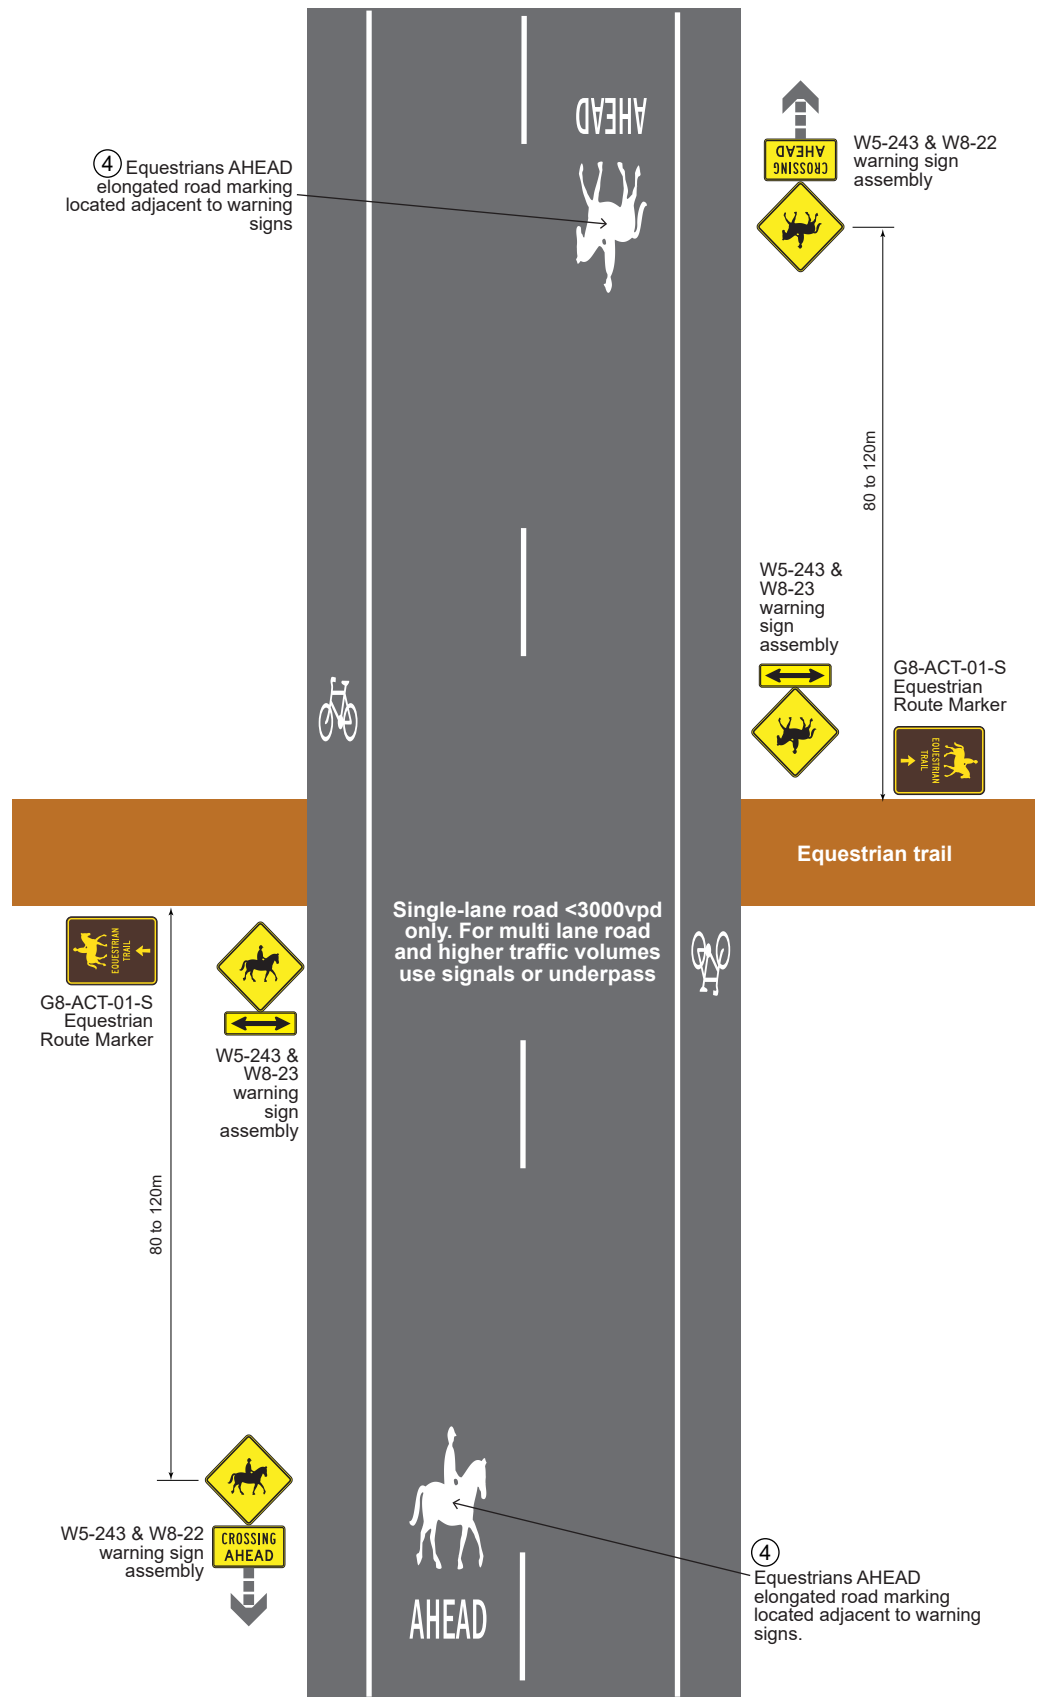 AHEAD
④ Equestrians AHEAD
elongated road marking
located adjacent to warning
signs
CROSSING
AHEAD
W5-243 & W8-22
warning sign
assembly
80 to 120m
W5-243 &
W8-23
warning
sign
assembly
G8-ACT-01-S
Equestrian
Route Marker
EQUESTRIAN
TRAIL
Equestrian trail
Single-lane road <3000vpd
only. For multi lane road
and higher traffic volumes
use signals or underpass
EQUESTRIAN
TRAIL
G8-ACT-01-S
Equestrian
Route Marker
W5-243 &
W8-23
warning
sign
assembly
80 to 120m
W5-243 & W8-22
warning sign
assembly
CROSSING
AHEAD
AHEAD
④
Equestrians AHEAD
elongated road marking
located adjacent to warning
signs.